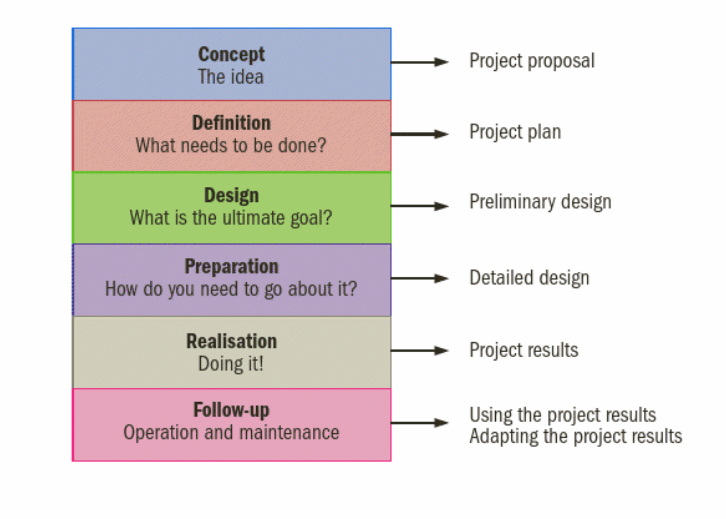 Concept
The idea
Project proposal
Definition
What needs to be done?
Project plan
Design
What is the ultimate goal?
Preliminary design
Preparation
How do you need to go about it?
Detailed design
Realisation
Doing it!
Project results
Follow-up
Operation and maintenance
Using the project results
Adapting the project results